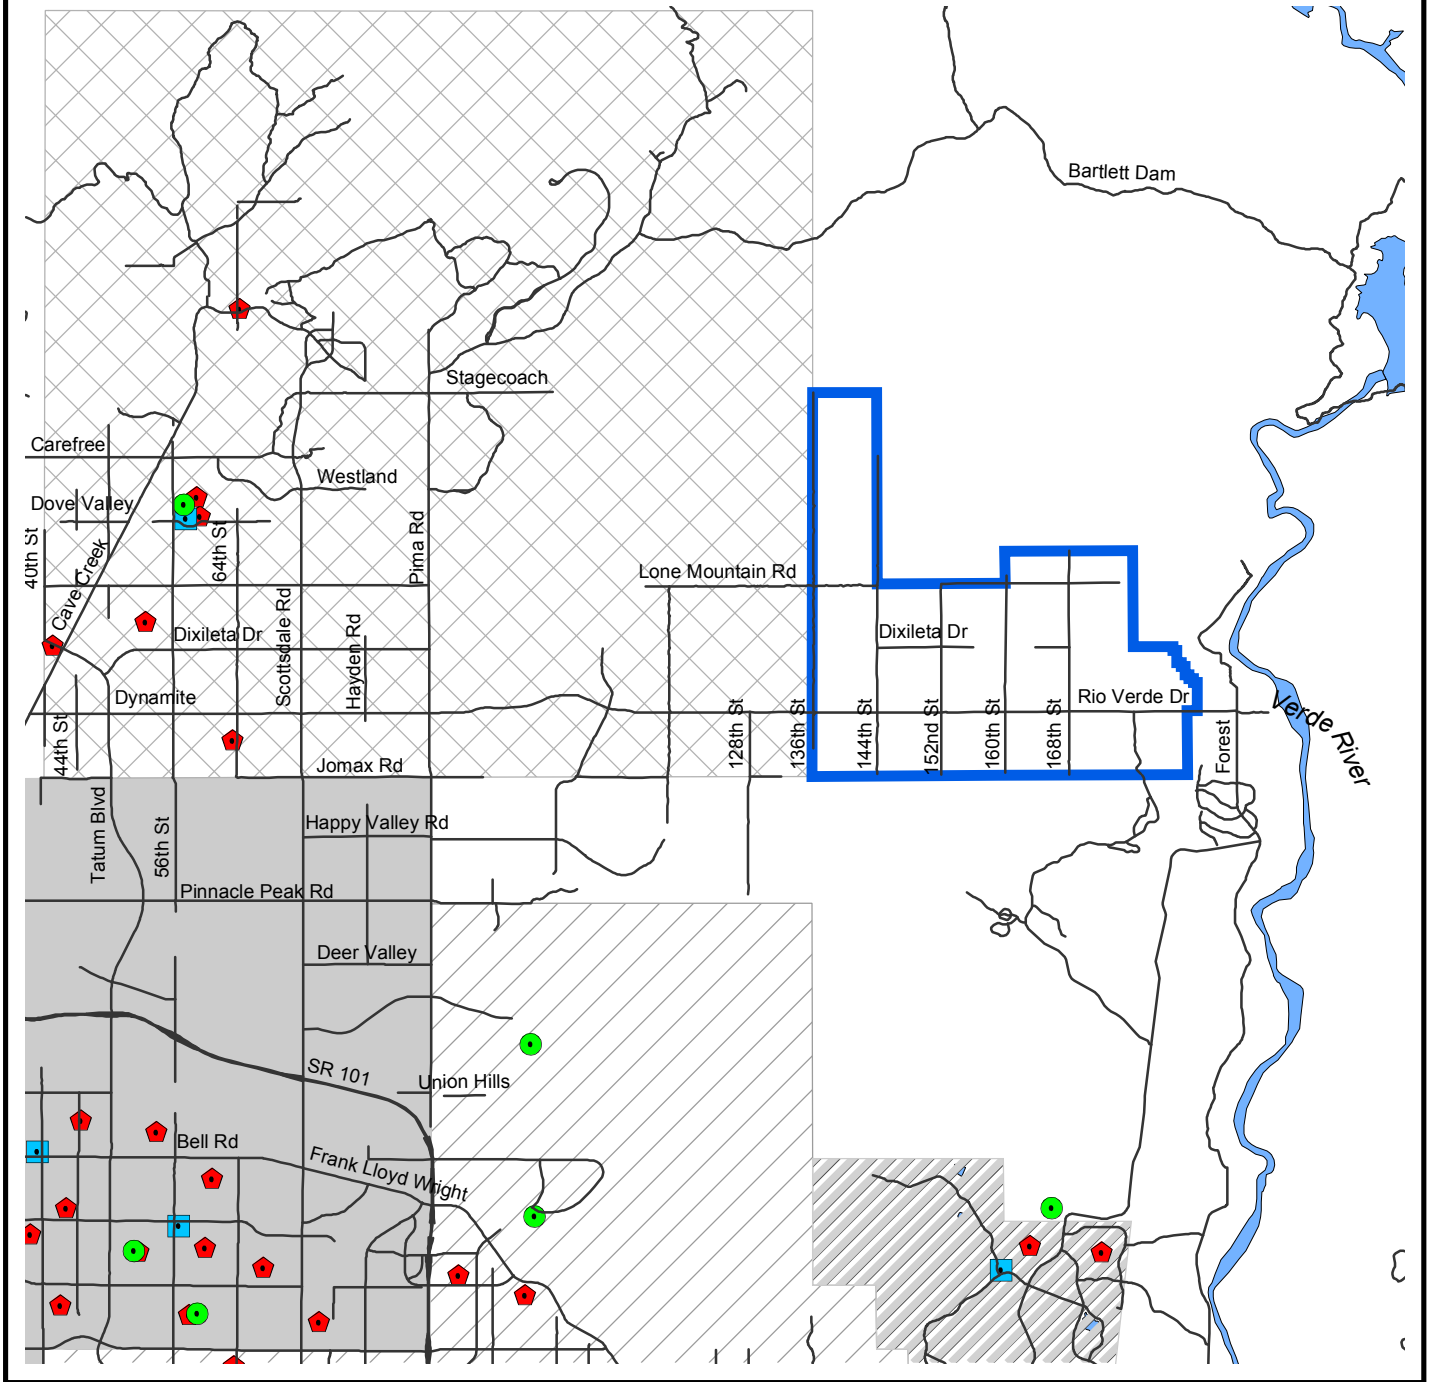 Bartlett Dam
Stagecoach
Carefree
Westland
Dove Valley
40th St
Cave Creek
64th St
Pima Rd
Lone Mountain Rd
Scottsdale Rd
Hayden Rd
Dixileta Dr
Dixileta Dr
Dynamite
Rio Verde Dr
44th St
128th St
136th St
144th St
152nd St
160th St
168th St
Forest
Verde River
Jomax Rd
Tatum Blvd
56th St
Happy Valley Rd
Pinnacle Peak Rd
Deer Valley
SR 101
Union Hills
Bell Rd
Frank Lloyd Wright